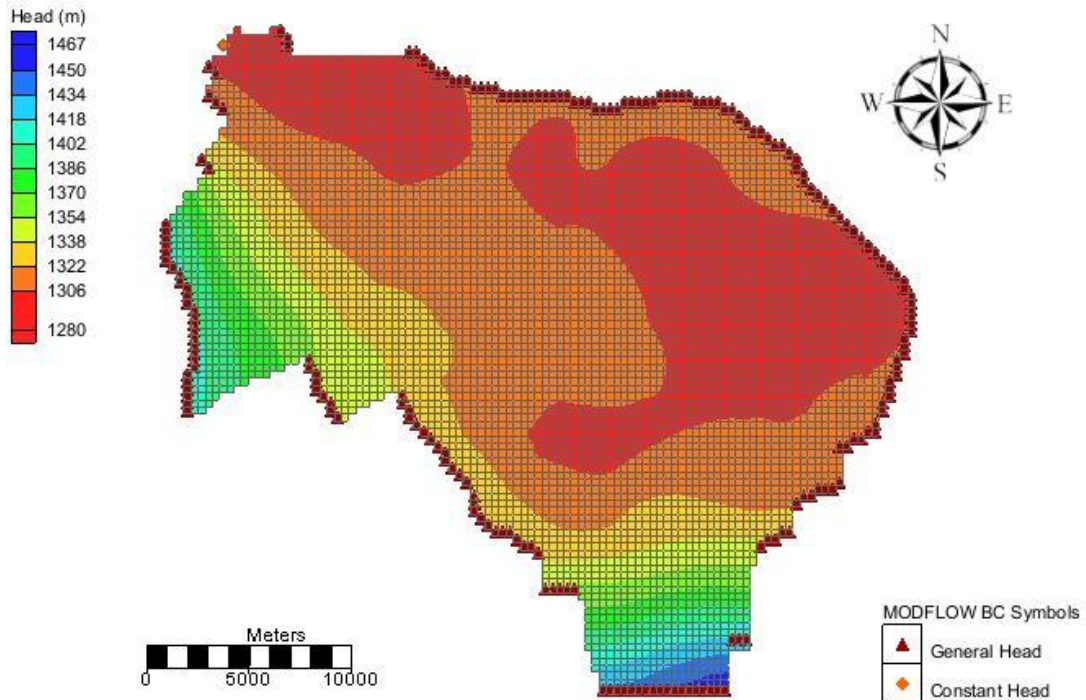 Head (m)
1467
1450
1434
1418
1402
1386
1370
1354
1338
1322
1306
1280
N
W
E
S
Meters
0
5000
10000
MODFLOW BC Symbols
General Head
Constant Head